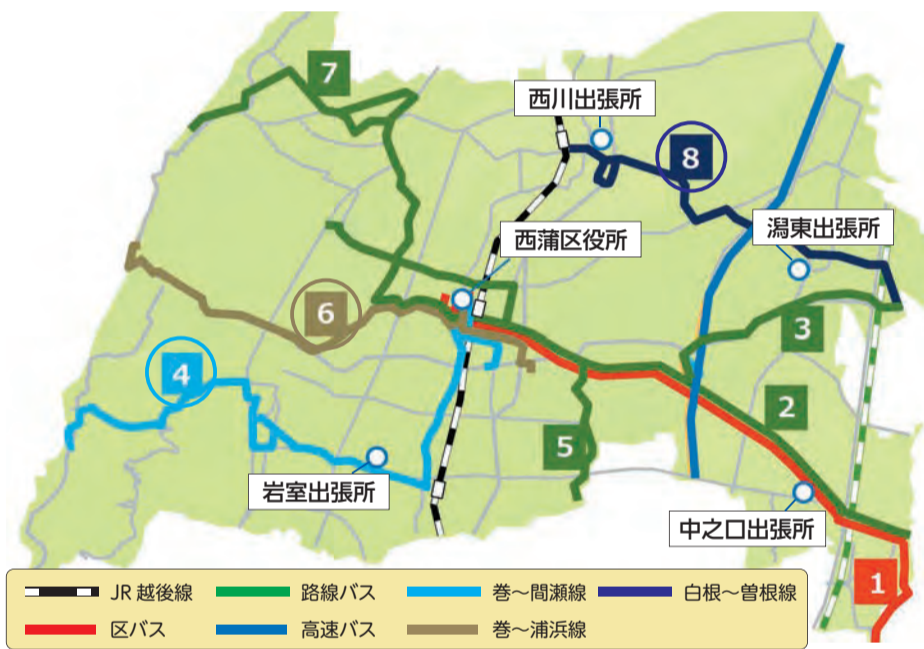 7
西川出張所
8
西蒲区役所
潟東出張所
6
3
4
2
5
岩室出張所
中之口出張所
1
JR 越後線
路線バス
巻〜間瀬線
白根〜曽根線
区バス
高速バス
巻〜浦浜線